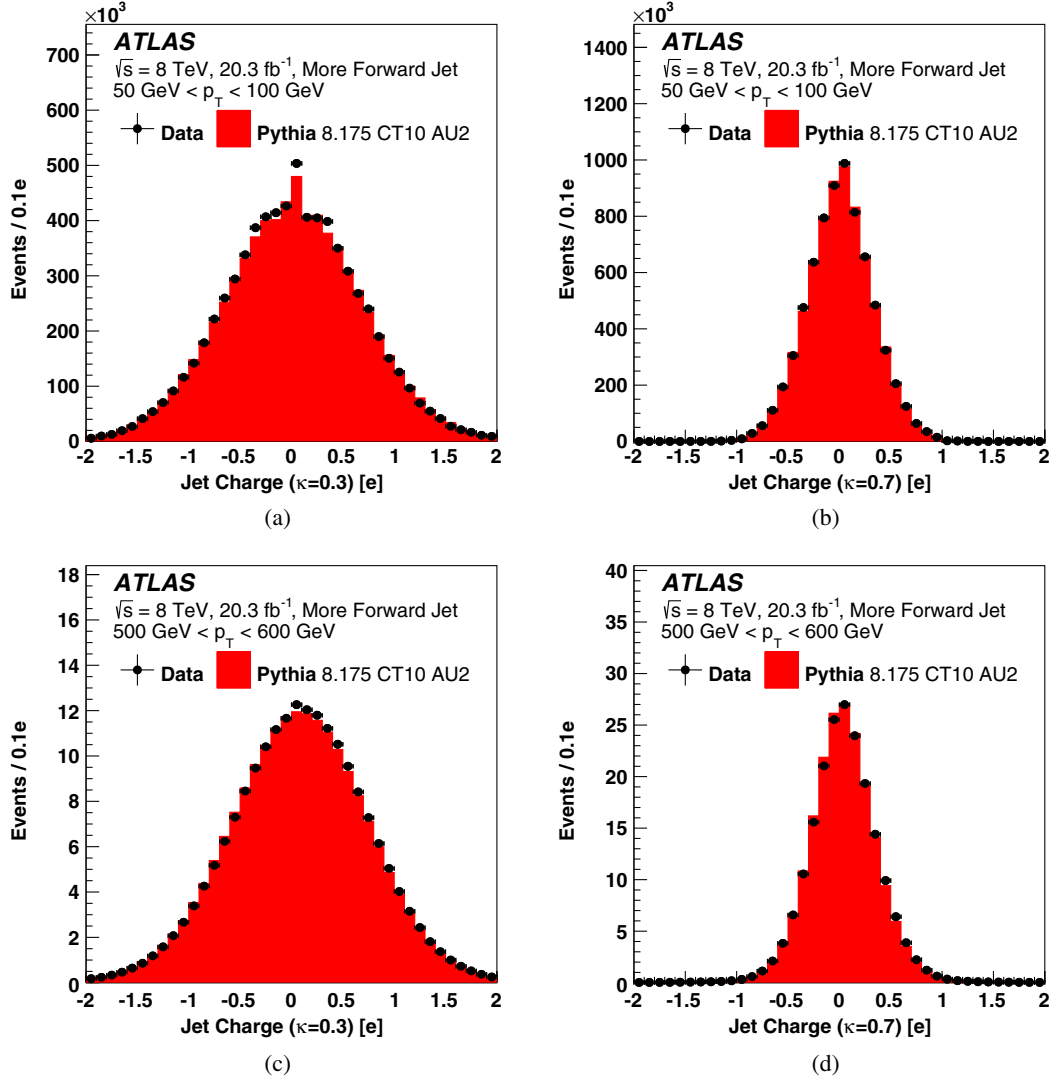 ×10³
ATLAS
√s = 8 TeV, 20.3 fb⁻¹, More Forward Jet
50 GeV < p_T < 100 GeV
Data Pythia 8.175 CT10 AU2
Events / 0.1e
700
600
500
400
300
200
100
0
-2 -1.5 -1 -0.5 0 0.5 1 1.5 2
Jet Charge (κ=0.3) [e]
(a)
×10³
ATLAS
√s = 8 TeV, 20.3 fb⁻¹, More Forward Jet
50 GeV < p_T < 100 GeV
Data Pythia 8.175 CT10 AU2
Events / 0.1e
1400
1200
1000
800
600
400
200
0
-2 -1.5 -1 -0.5 0 0.5 1 1.5 2
Jet Charge (κ=0.7) [e]
(b)
ATLAS
√s = 8 TeV, 20.3 fb⁻¹, More Forward Jet
500 GeV < p_T < 600 GeV
Data Pythia 8.175 CT10 AU2
Events / 0.1e
18
16
14
12
10
8
6
4
2
0
-2 -1.5 -1 -0.5 0 0.5 1 1.5 2
Jet Charge (κ=0.3) [e]
(c)
ATLAS
√s = 8 TeV, 20.3 fb⁻¹, More Forward Jet
500 GeV < p_T < 600 GeV
Data Pythia 8.175 CT10 AU2
Events / 0.1e
40
35
30
25
20
15
10
5
0
-2 -1.5 -1 -0.5 0 0.5 1 1.5 2
Jet Charge (κ=0.7) [e]
(d)